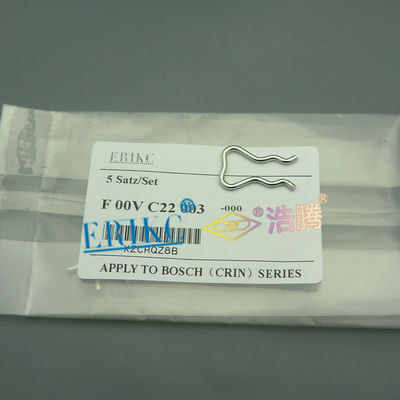 ERIKC
5 Satz/Set
F 00V C22 003 -000
ERIKC ® 浩腾
XZCRQZ8B
APPLY TO BOSCH (CRIN) SERIES